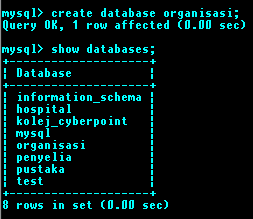 mysql> create database organisasi;
Query OK, 1 row affected (0.00 sec)
mysql> show databases;
+--------------------+
| Database           |
+--------------------+
| information_schema |
| hospital           |
| kolej_cyberpoint   |
| mysql              |
| organisasi         |
| penyelia           |
| pustaka            |
| test               |
+--------------------+
8 rows in set (0.00 sec)